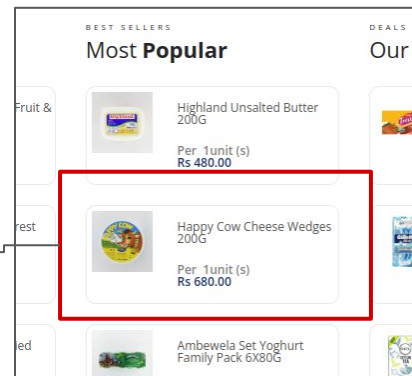 BEST SELLERS
Most Popular
Highland Unsalted Butter
200G
Per 1unit (s)
Rs 480.00
Happy Cow Cheese Wedges
200G
Per 1unit (s)
Rs 680.00
Ambewela Set Yoghurt
Family Pack 6X80G
Fruit &
rest
ied
DEALS
Our